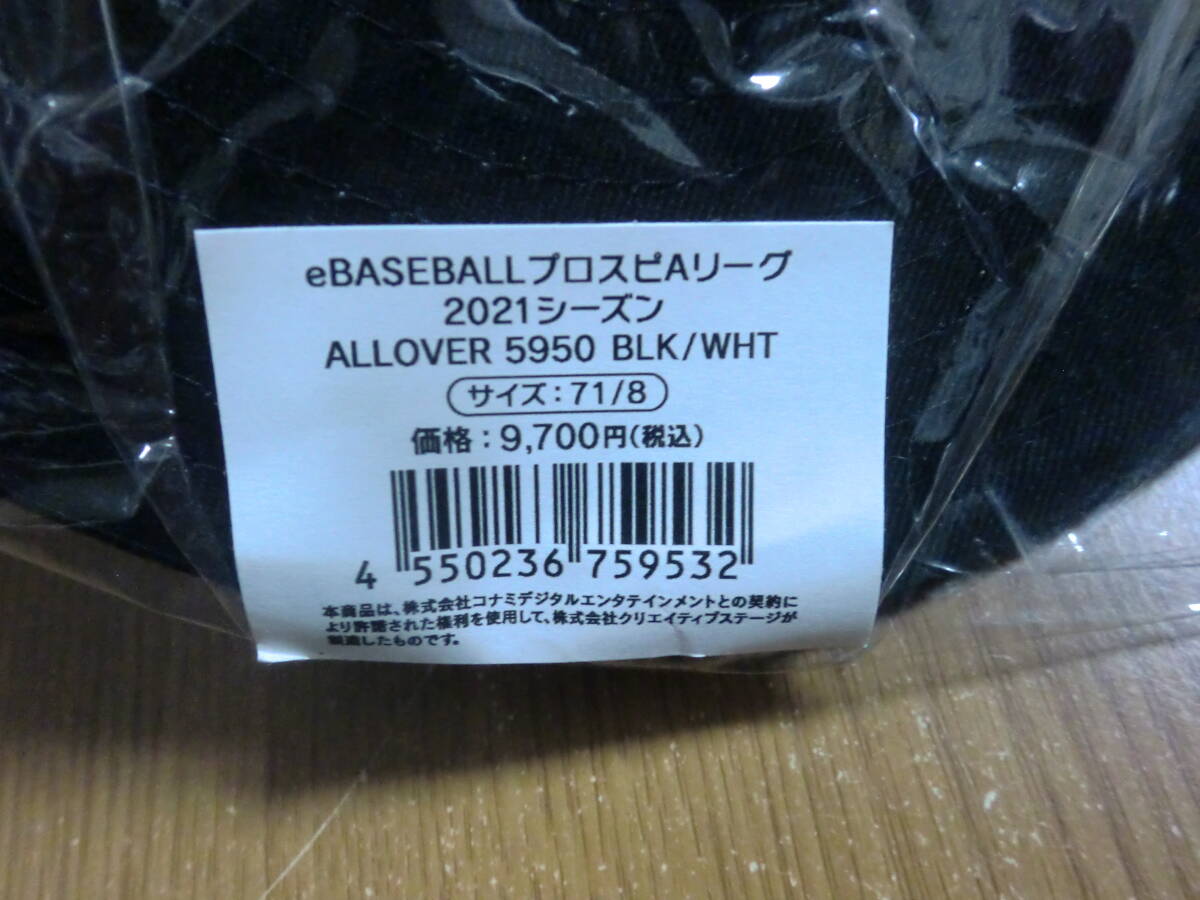 eBASEBALLプロスピAリーグ
2021シーズン
ALLOVER 5950 BLK/WHT
サイズ：71/8
価格：9,700円(税込)
4 550236 759532
本商品は、株式会社コナミデジタルエンタテインメントとの契約に
より許諾された権利を使用して、株式会社クリエイティブステージが
製造したものです。